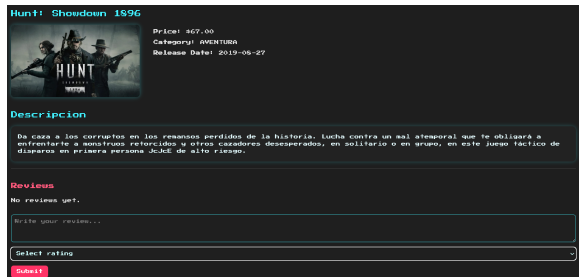 Hunt: Showdown 1896
Price: $67.00
Category: AVENTURA
Release Date: 2019-08-27
HUNT
SHOWDOWN
Descripcion
Da caza a los corruptos en los remansos perdidos de la historia. Lucha contra un mal atemporal que te obligará a
enfrentarte a monstruos retorcidos y otros cazadores desesperados, en solitario o en grupo, en este juego táctico de
disparos en primera persona JcJcE de alto riesgo.
Reviews
No reviews yet.
Write your review...
Select rating
Submit